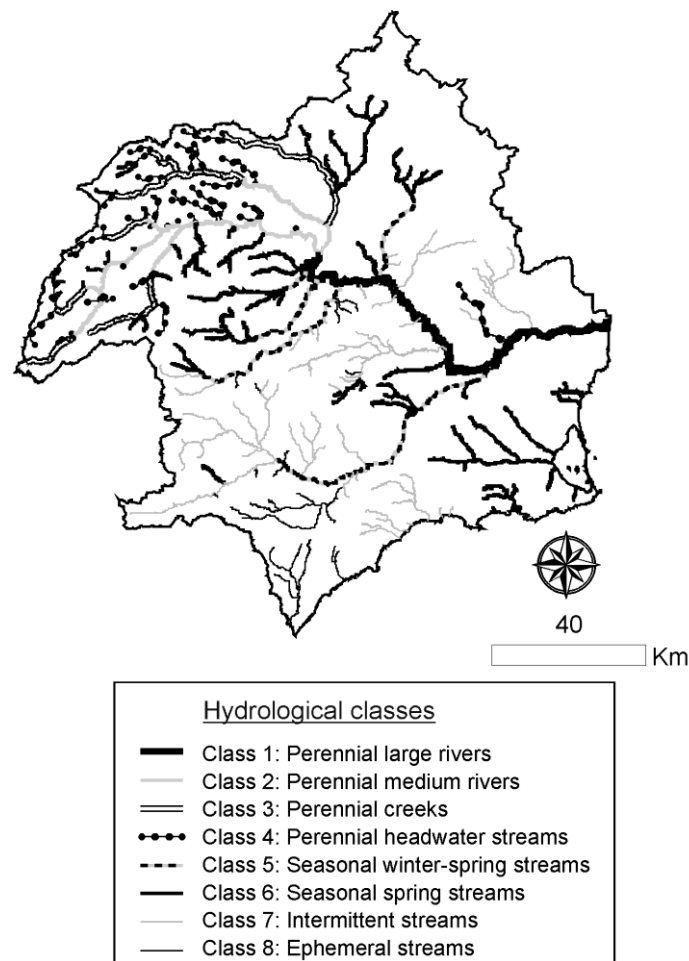 40
Km
Hydrological classes
Class 1: Perennial large rivers
Class 2: Perennial medium rivers
Class 3: Perennial creeks
Class 4: Perennial headwater streams
Class 5: Seasonal winter-spring streams
Class 6: Seasonal spring streams
Class 7: Intermittent streams
Class 8: Ephemeral streams